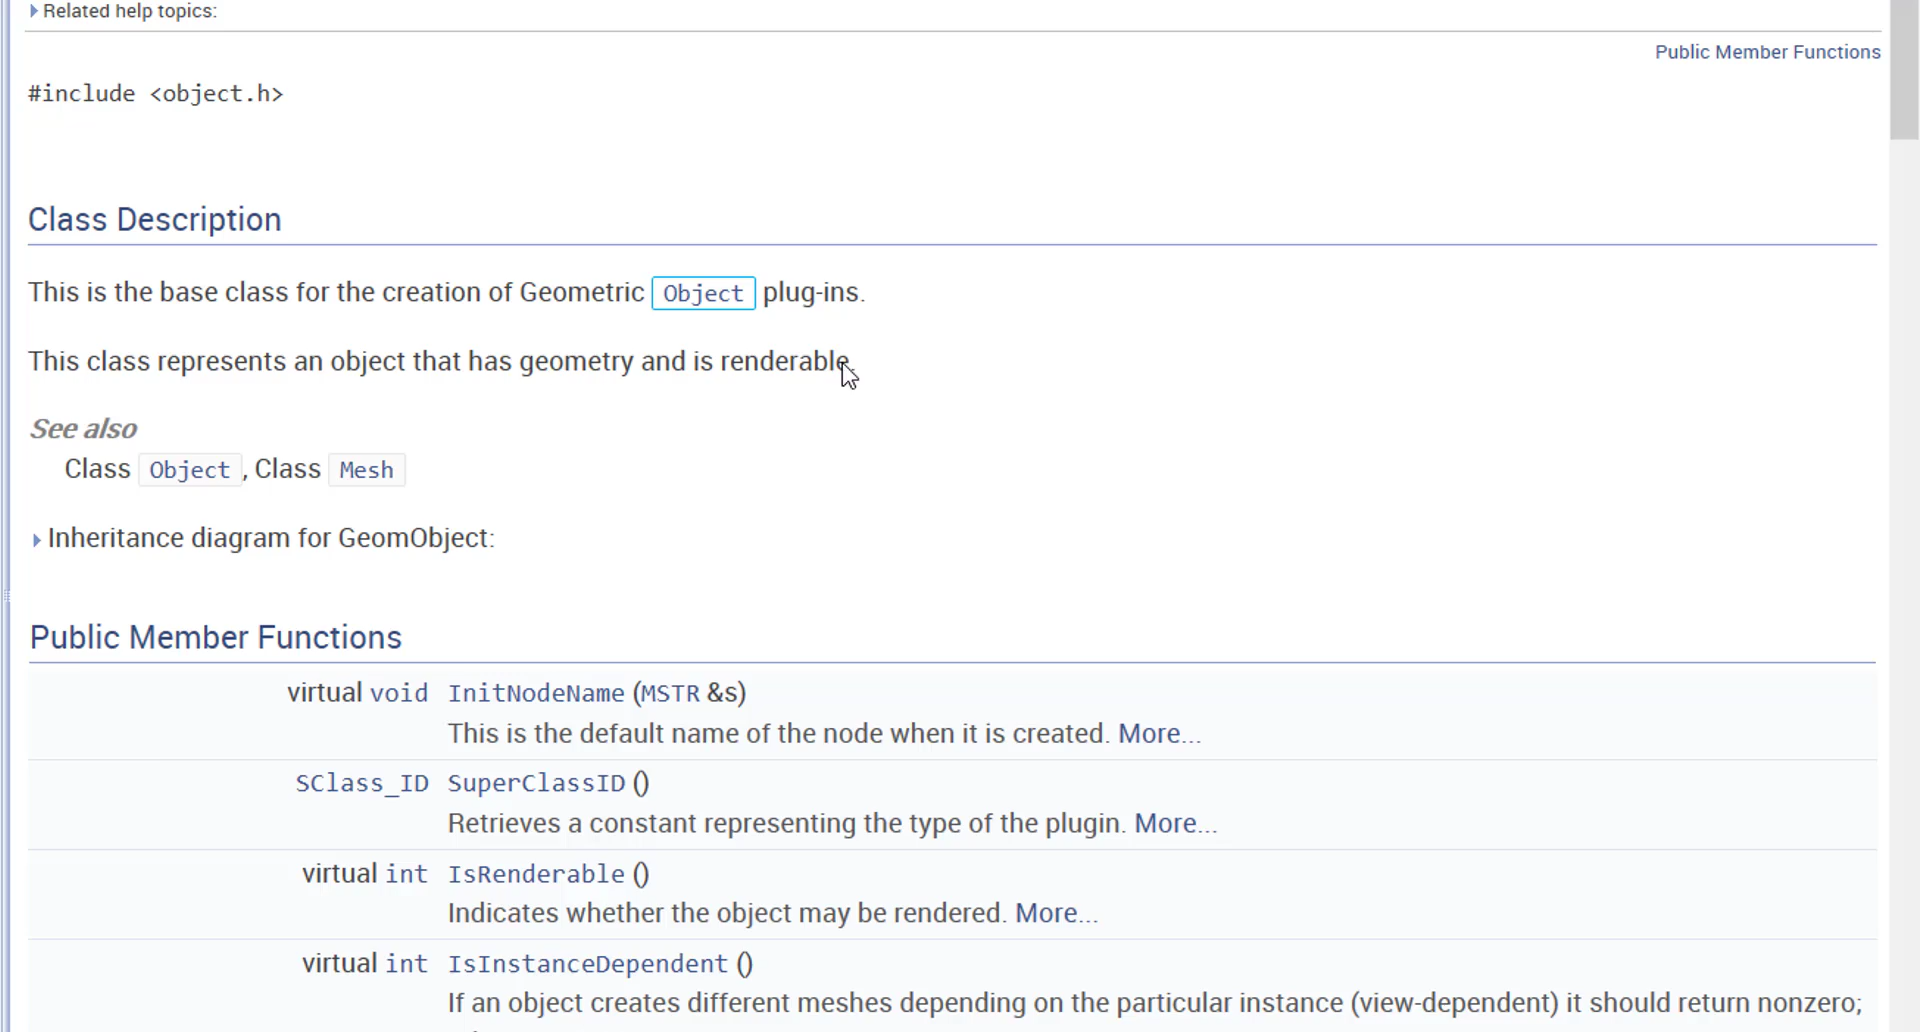 Related help topics:
Public Member Functions
#include <object.h>
Class Description
This is the base class for the creation of Geometric Object plug-ins.
This class represents an object that has geometry and is renderable.
See also
Class Object , Class Mesh
Inheritance diagram for GeomObject:
Public Member Functions
virtual void InitNodeName (MSTR &s)
This is the default name of the node when it is created. More...
SClass_ID SuperClassID ()
Retrieves a constant representing the type of the plugin. More...
virtual int IsRenderable ()
Indicates whether the object may be rendered. More...
virtual int IsInstanceDependent ()
If an object creates different meshes depending on the particular instance (view-dependent) it should return nonzero;